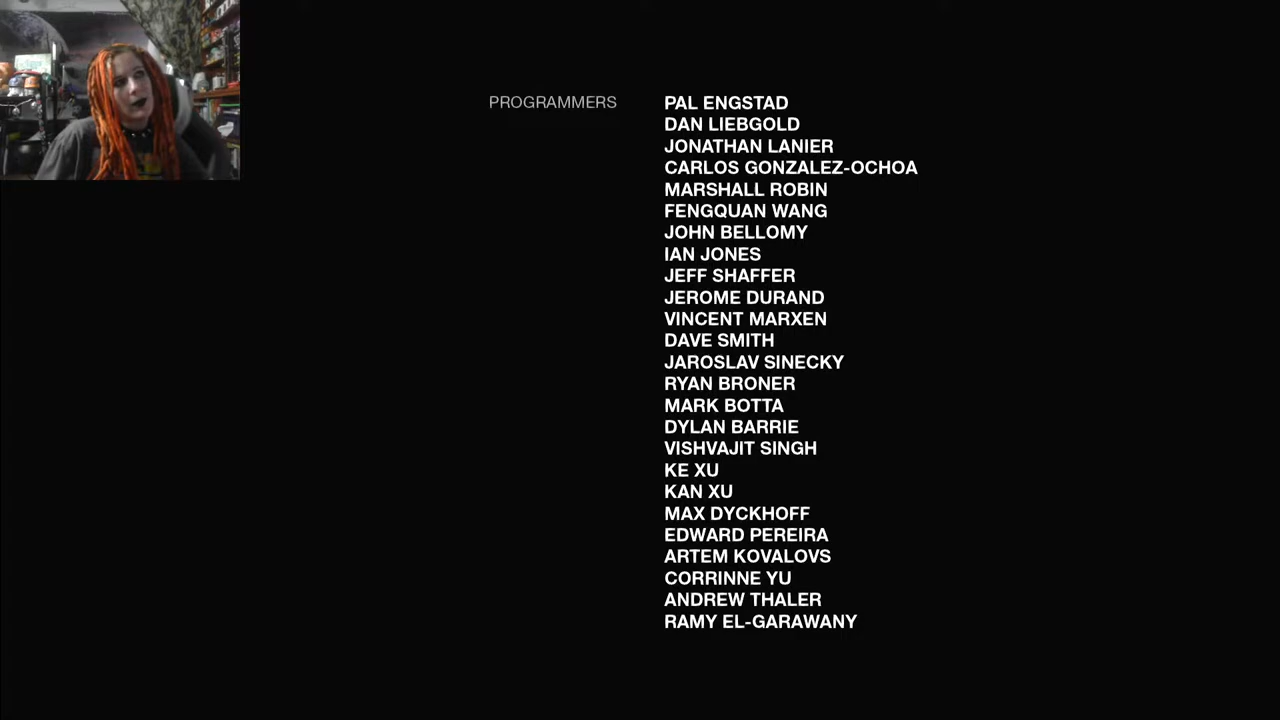 PROGRAMMERS PAL ENGSTAD
DAN LIEBGOLD
JONATHAN LANIER
CARLOS GONZALEZ-OCHOA
MARSHALL ROBIN
FENGQUAN WANG
JOHN BELLOMY
IAN JONES
JEFF SHAFFER
JEROME DURAND
VINCENT MARXEN
DAVE SMITH
JAROSLAV SINECKY
RYAN BRONER
MARK BOTTA
DYLAN BARRIE
VISHVAJIT SINGH
KE XU
KAN XU
MAX DYCKHOFF
EDWARD PEREIRA
ARTEM KOVALOVS
CORRINNE YU
ANDREW THALER
RAMY EL-GARAWANY